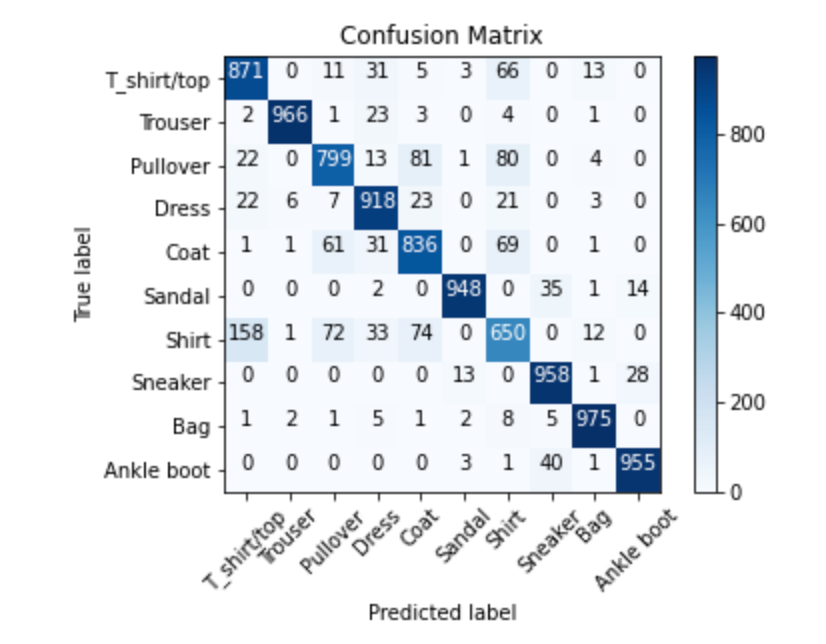 Confusion Matrix
T_shirt/top 871 0 11 31 5 3 66 0 13 0
Trouser 2 966 1 23 3 0 4 0 1 0
Pullover 22 0 799 13 81 1 80 0 4 0
Dress 22 6 7 918 23 0 21 0 3 0
Coat 1 1 61 31 836 0 69 0 1 0
Sandal 0 0 0 2 0 948 0 35 1 14
Shirt 158 1 72 33 74 0 650 0 12 0
Sneaker 0 0 0 0 0 13 0 958 1 28
Bag 1 2 1 5 1 2 8 5 975 0
Ankle boot 0 0 0 0 0 3 1 40 1 955
True label
T_shirt/top Trouser Pullover Dress Coat Sandal Shirt Sneaker Bag Ankle boot
Predicted label
800
600
400
200
0